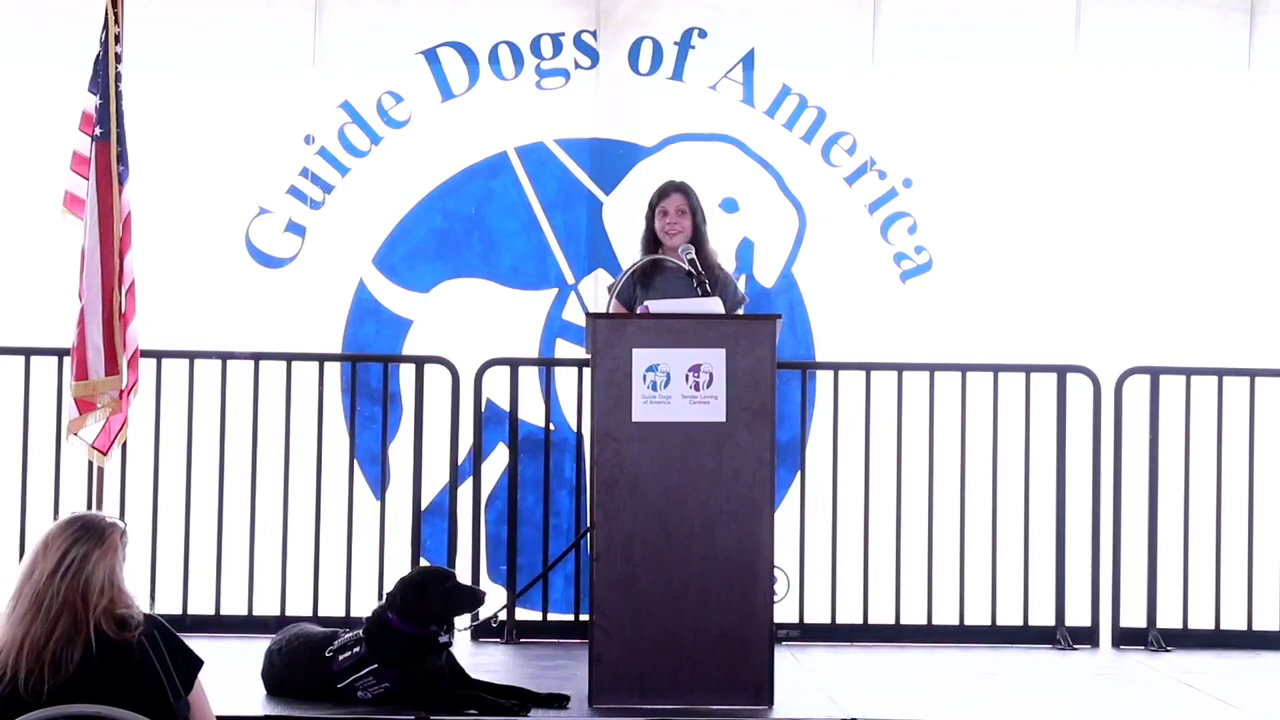 Guide Dogs of America
Guide Dogs
of America
Tender Loving
Canines